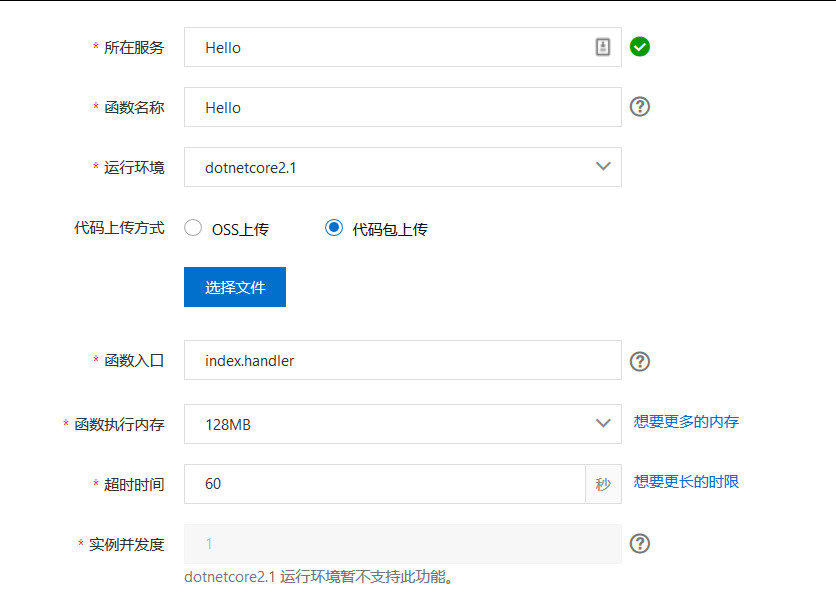 * 所在服务 Hello
* 函数名称 Hello
* 运行环境 dotnetcore2.1
代码上传方式 OSS上传 代码包上传
选择文件
* 函数入口 index.handler
* 函数执行内存 128MB 想要更多的内存
* 超时时间 60 秒 想要更长的时限
* 实例并发度 1
dotnetcore2.1 运行环境暂不支持此功能。